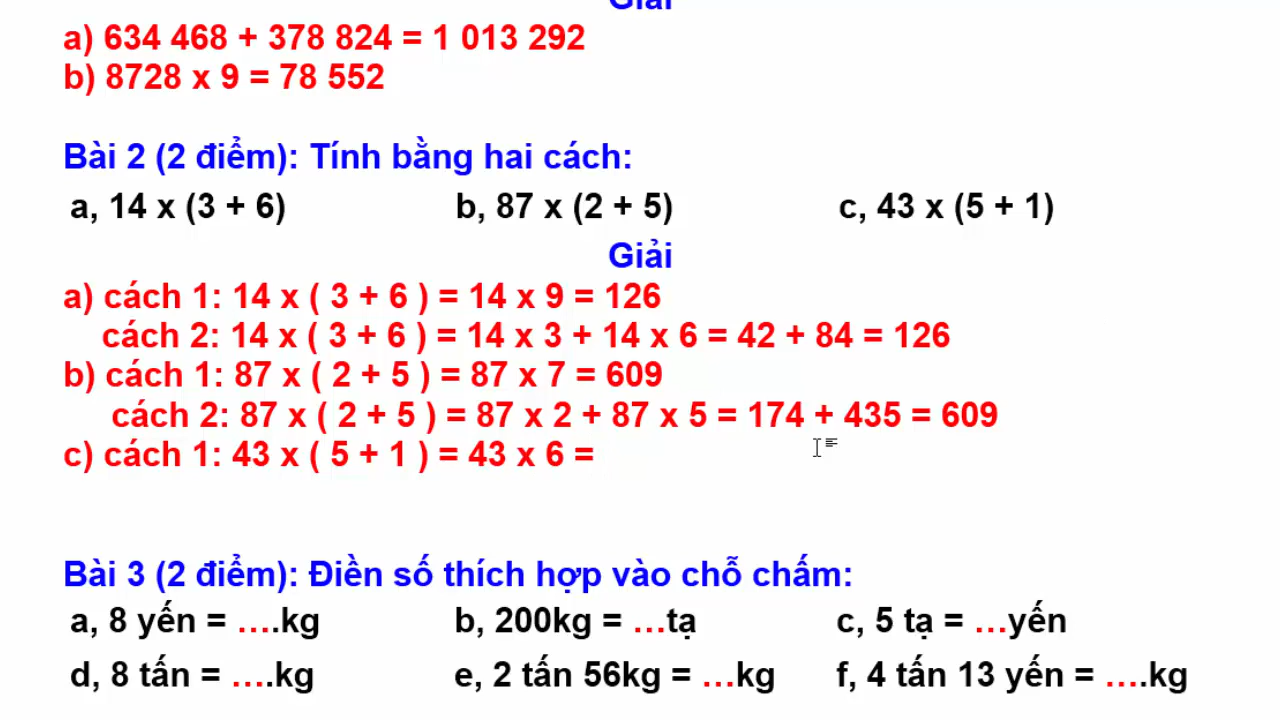 Giải
a) 634 468 + 378 824 = 1 013 292
b) 8728 x 9 = 78 552
Bài 2 (2 điểm): Tính bằng hai cách:
a, 14 x (3 + 6) b, 87 x (2 + 5) c, 43 x (5 + 1)
Giải
a) cách 1: 14 x ( 3 + 6 ) = 14 x 9 = 126
cách 2: 14 x ( 3 + 6 ) = 14 x 3 + 14 x 6 = 42 + 84 = 126
b) cách 1: 87 x ( 2 + 5 ) = 87 x 7 = 609
cách 2: 87 x ( 2 + 5 ) = 87 x 2 + 87 x 5 = 174 + 435 = 609
c) cách 1: 43 x ( 5 + 1 ) = 43 x 6 =
Bài 3 (2 điểm): Điền số thích hợp vào chỗ chấm:
a, 8 yến = ….kg b, 200kg = …tạ c, 5 tạ = …yến
d, 8 tấn = ….kg e, 2 tấn 56kg = …kg f, 4 tấn 13 yến = ….kg